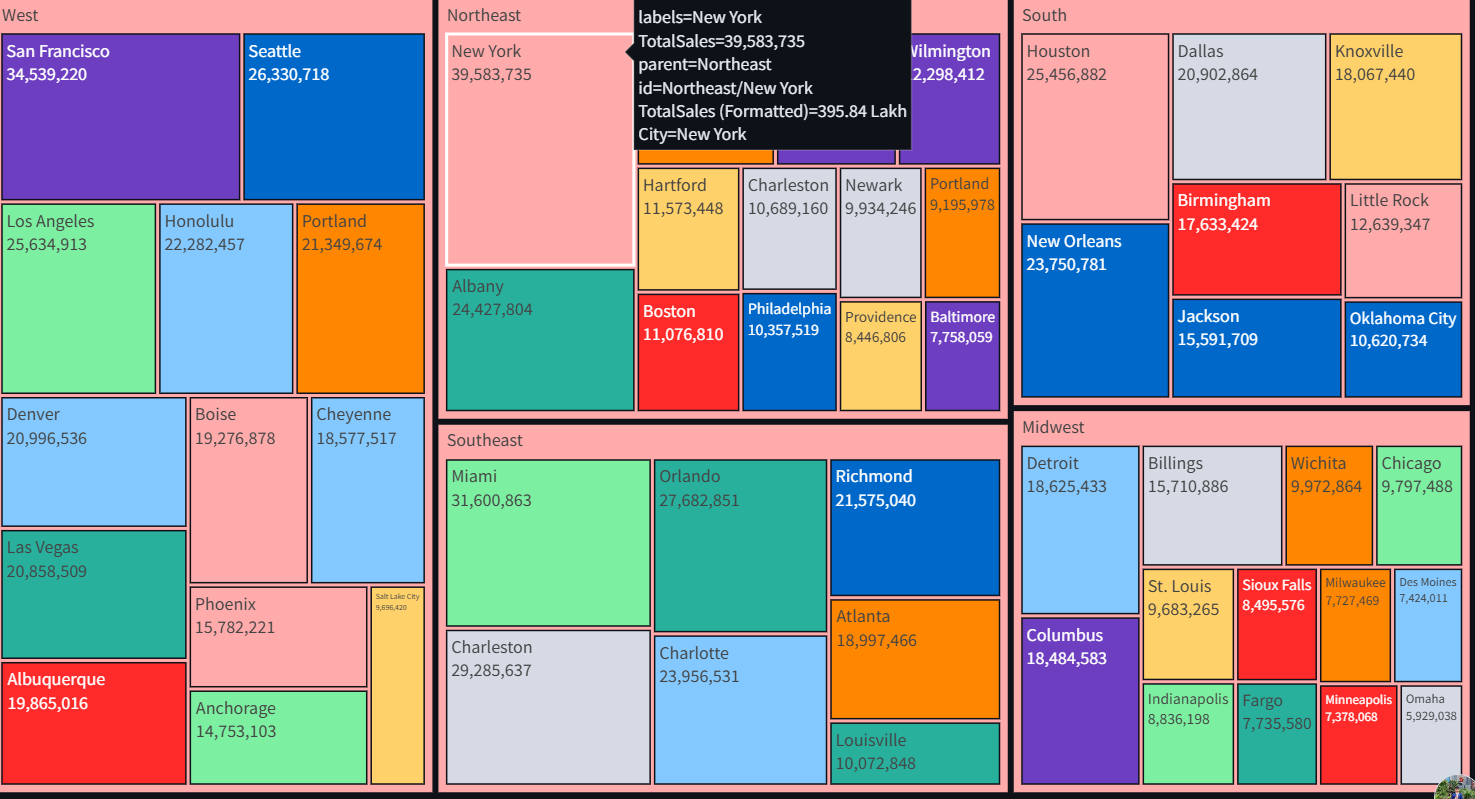 West
San Francisco
34,539,220
Seattle
26,330,718
Los Angeles
25,634,913
Honolulu
22,282,457
Portland
21,349,674
Denver
20,996,536
Boise
19,276,878
Cheyenne
18,577,517
Las Vegas
20,858,509
Phoenix
15,782,221
Salt Lake City
9,696,420
Albuquerque
19,865,016
Anchorage
14,753,103
Northeast
New York
39,583,735
labels=New York
TotalSales=39,583,735
parent=Northeast
id=Northeast/New York
TotalSales (Formatted)=395.84 Lakh
City=New York
Wilmington
2,298,412
Albany
24,427,804
Hartford
11,573,448
Charleston
10,689,160
Newark
9,934,246
Portland
9,195,978
Boston
11,076,810
Philadelphia
10,357,519
Providence
8,446,806
Baltimore
7,758,059
Southeast
Miami
31,600,863
Orlando
27,682,851
Richmond
21,575,040
Charleston
29,285,637
Charlotte
23,956,531
Atlanta
18,997,466
Louisville
10,072,848
South
Houston
25,456,882
Dallas
20,902,864
Knoxville
18,067,440
New Orleans
23,750,781
Birmingham
17,633,424
Little Rock
12,639,347
Jackson
15,591,709
Oklahoma City
10,620,734
Midwest
Detroit
18,625,433
Billings
15,710,886
Wichita
9,972,864
Chicago
9,797,488
Columbus
18,484,583
St. Louis
9,683,265
Sioux Falls
8,495,576
Milwaukee
7,727,469
Des Moines
7,424,011
Indianapolis
8,836,198
Fargo
7,735,580
Minneapolis
7,378,068
Omaha
5,929,038